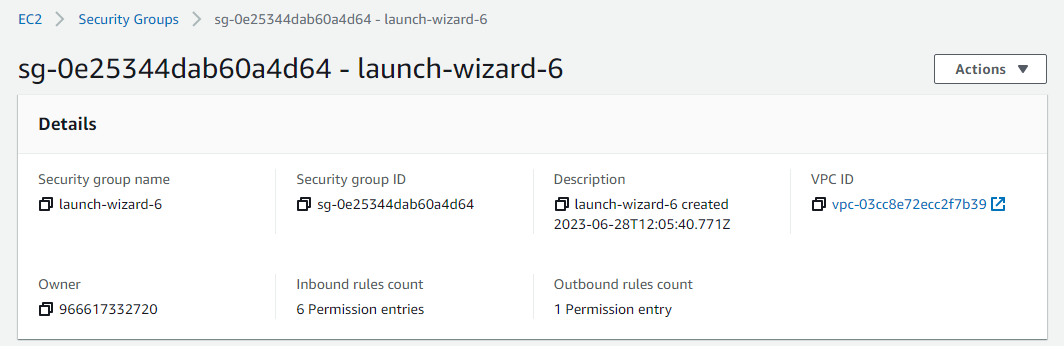 EC2 > Security Groups > sg-0e25344dab60a4d64 - launch-wizard-6
sg-0e25344dab60a4d64 - launch-wizard-6
Actions
Details
Security group name
launch-wizard-6
Security group ID
sg-0e25344dab60a4d64
Description
launch-wizard-6 created
2023-06-28T12:05:40.771Z
VPC ID
vpc-03cc8e72ecc2f7b39
Owner
966617332720
Inbound rules count
6 Permission entries
Outbound rules count
1 Permission entry